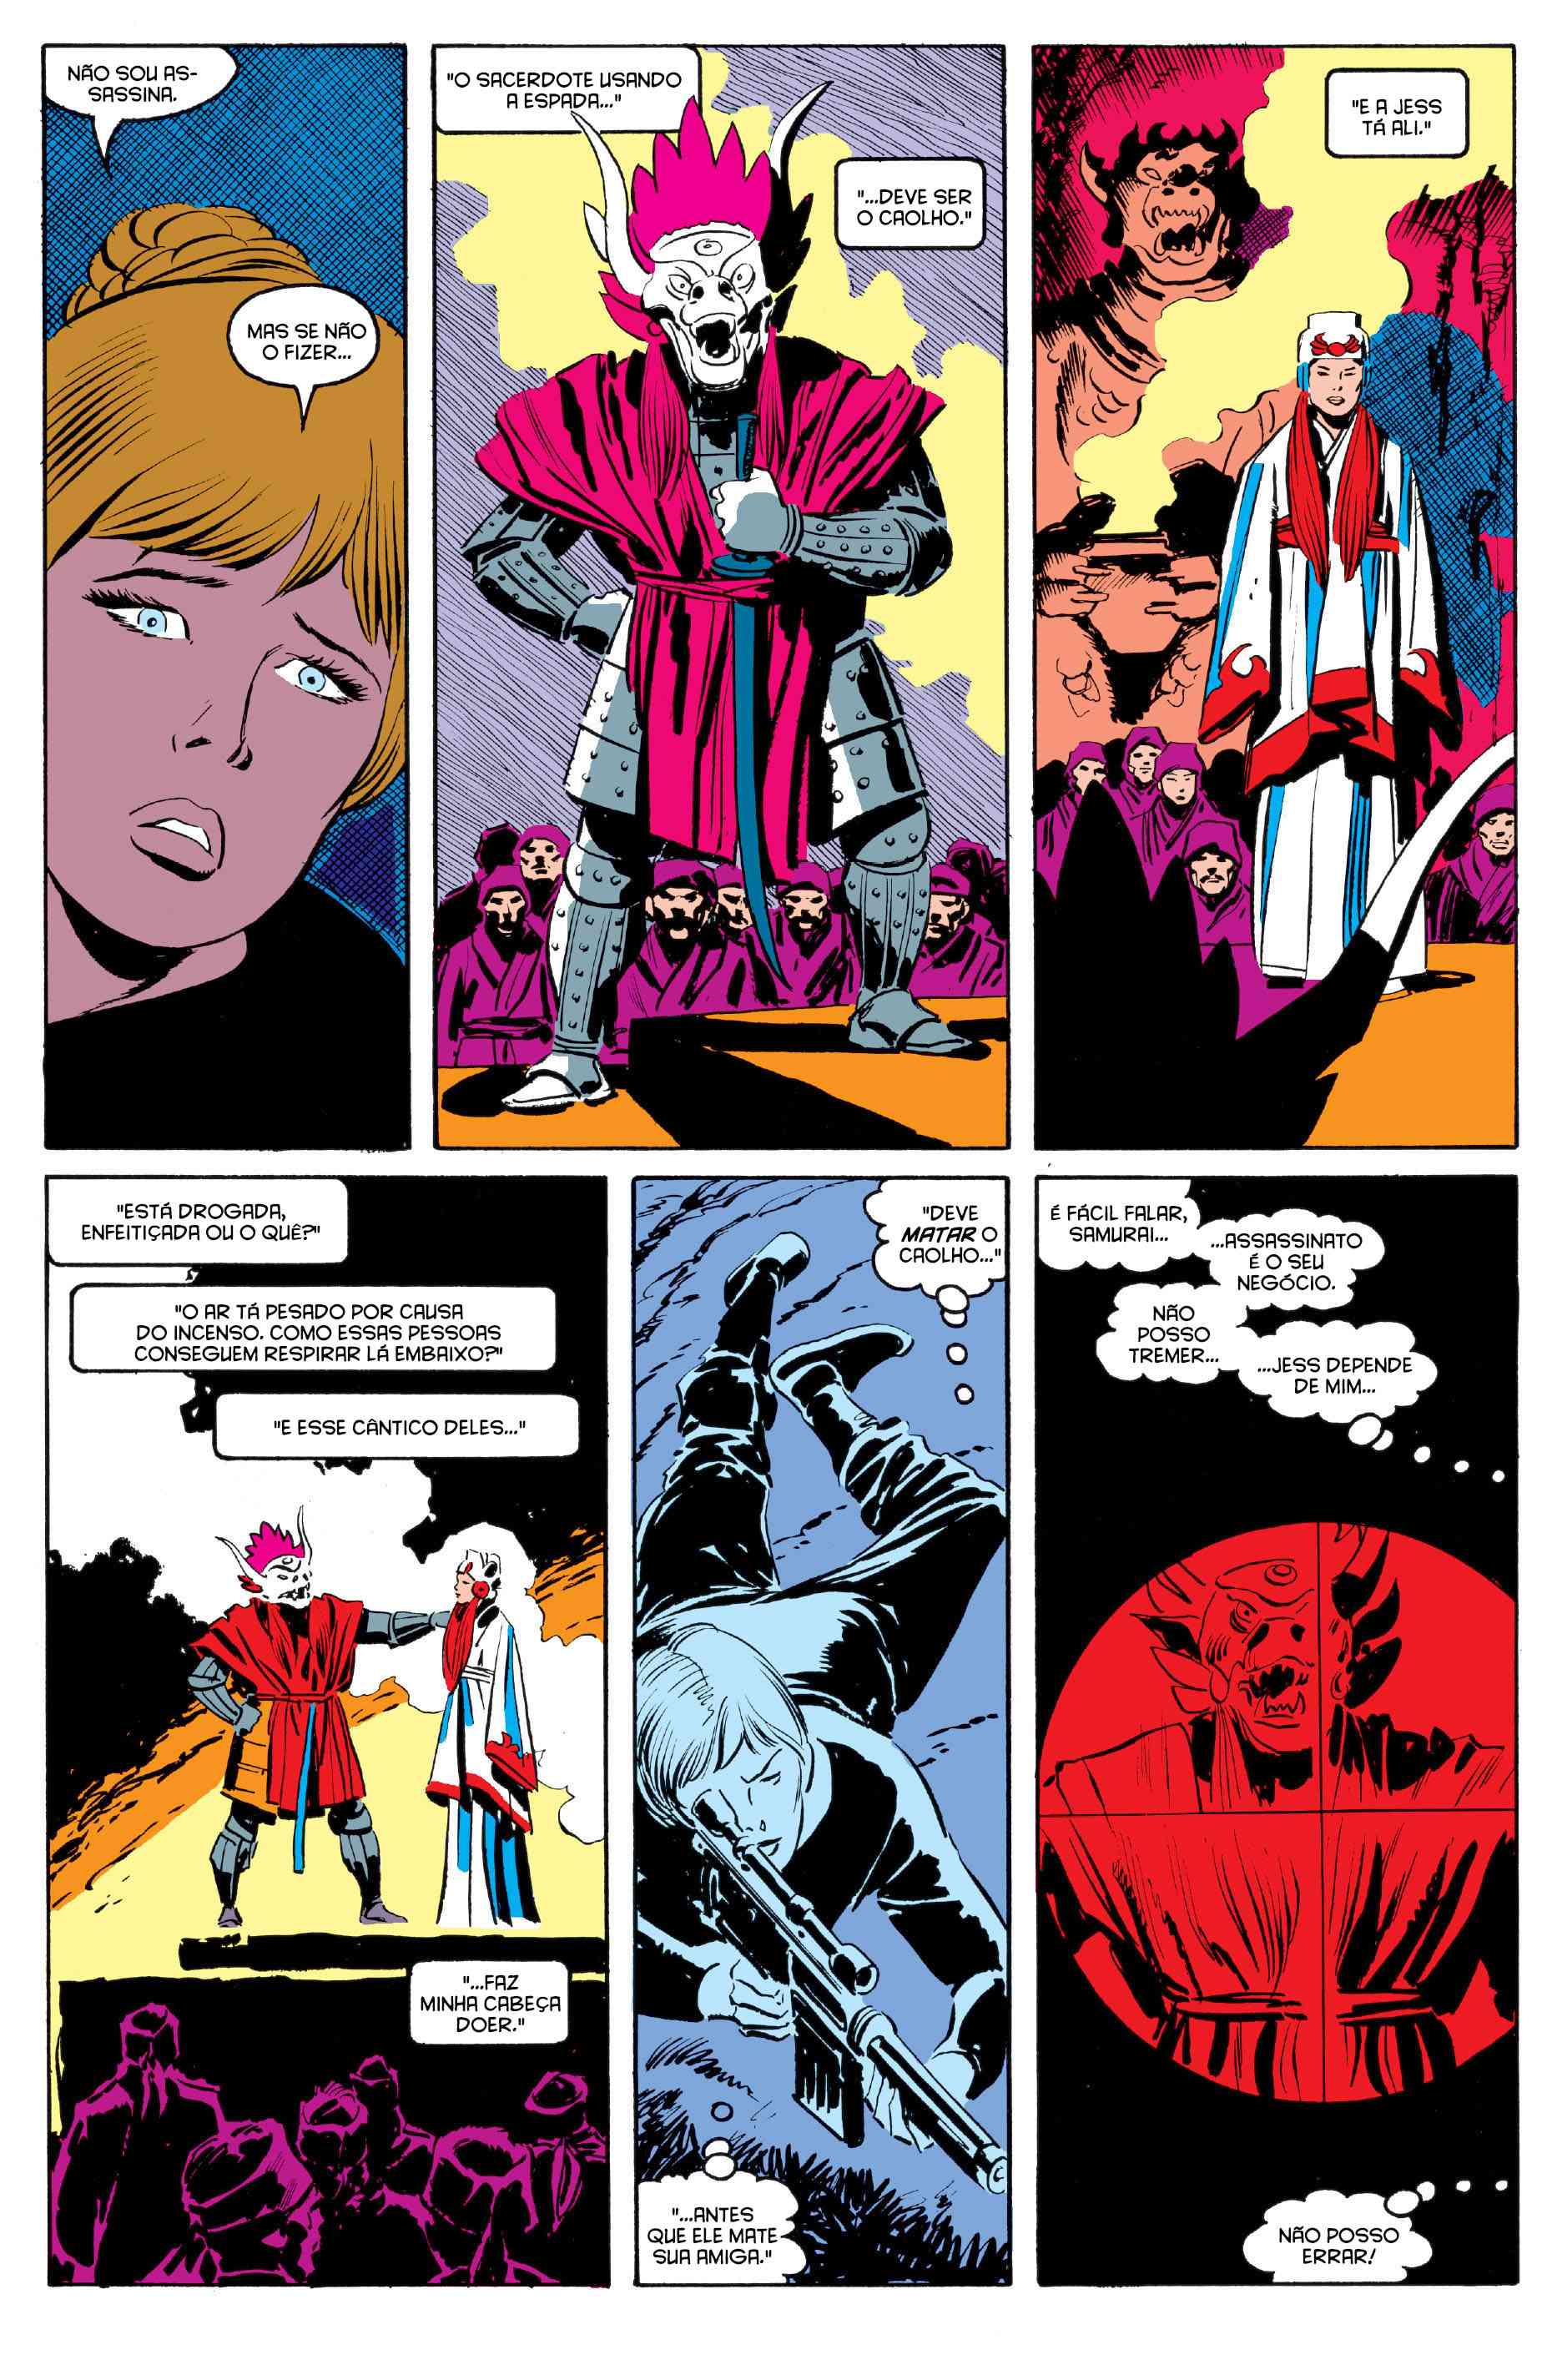 NÃO SOU AS-
SASSINA.
MAS SE NÃO
O FIZER...
"O SACERDOTE USANDO
A ESPADA..."
"...DEVE SER
O CAOLHO."
"E A JESS
TÁ ALI."
"ESTÁ DROGADA,
ENFEITIÇADA OU O QUÊ?"
"O AR TÁ PESADO POR CAUSA
DO INCENSO. COMO ESSAS PESSOAS
CONSEGUEM RESPIRAR LÁ EMBAIXO?"
"E ESSE CÂNTICO DELES..."
"...FAZ
MINHA CABEÇA
DOER."
"DEVE
MATAR O
CAOLHO..."
"...ANTES
QUE ELE MATE
SUA AMIGA."
É FÁCIL FALAR,
SAMURAI...
...ASSASSINATO
É O SEU
NEGÓCIO.
NÃO
POSSO
TREMER...
...JESS DEPENDE
DE MIM...
NÃO POSSO
ERRAR!